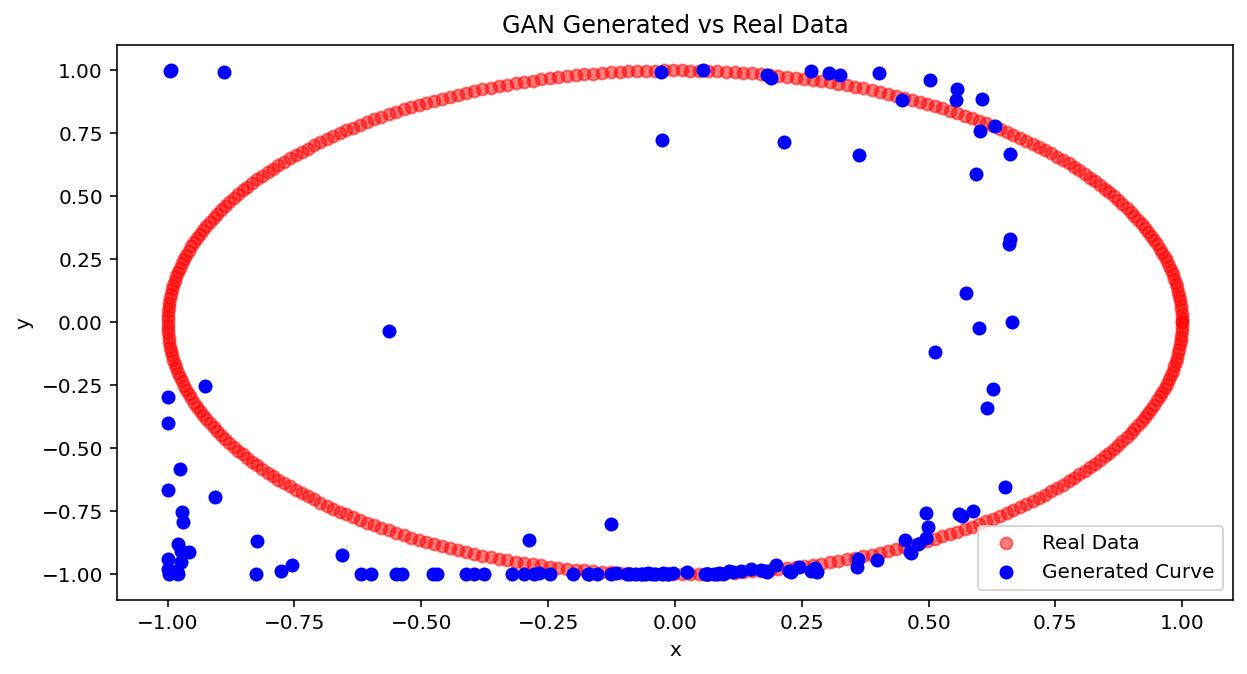 GAN Generated vs Real Data
1.00
0.75
0.50
0.25
0.00
−0.25
−0.50
−0.75
−1.00
y
−1.00 −0.75 −0.50 −0.25 0.00 0.25 0.50 0.75 1.00
x
Real Data
Generated Curve